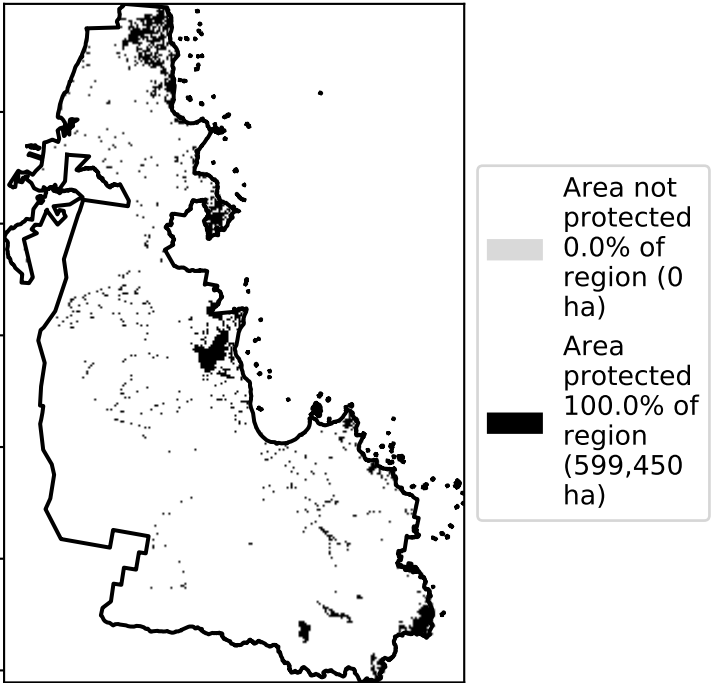 Area not
protected
0.0% of
region (0
ha)
Area
protected
100.0% of
region
(599,450
ha)